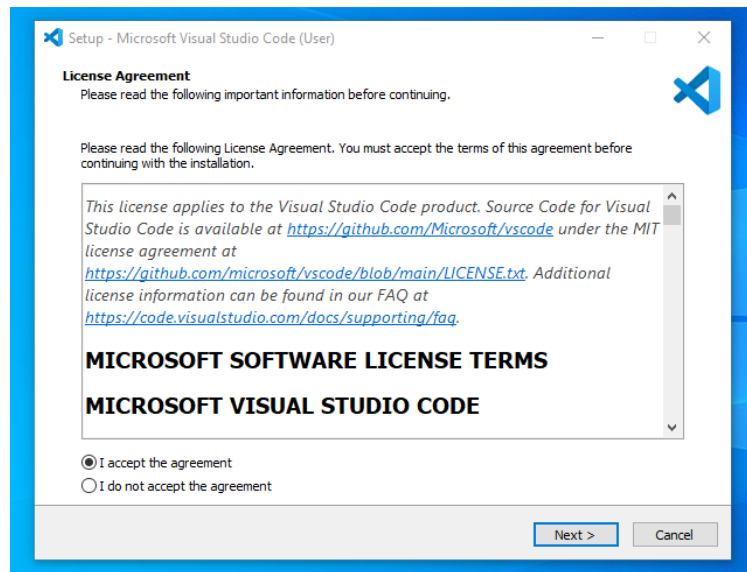 Setup - Microsoft Visual Studio Code (User)
License Agreement
Please read the following important information before continuing.
Please read the following License Agreement. You must accept the terms of this agreement before
continuing with the installation.
This license applies to the Visual Studio Code product. Source Code for Visual
Studio Code is available at https://github.com/Microsoft/vscode under the MIT
license agreement at
https://github.com/microsoft/vscode/blob/main/LICENSE.txt. Additional
license information can be found in our FAQ at
https://code.visualstudio.com/docs/supporting/faq.
MICROSOFT SOFTWARE LICENSE TERMS
MICROSOFT VISUAL STUDIO CODE
I accept the agreement
I do not accept the agreement
Next >
Cancel